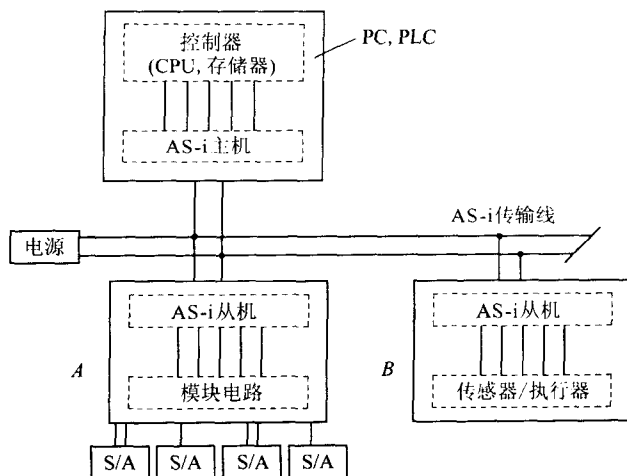 控制器
(CPU, 存储器)
PC, PLC
AS-i主机
AS-i传输线
电源
AS-i从机
AS-i从机
A
模块电路
B
传感器/执行器
S/A
S/A
S/A
S/A